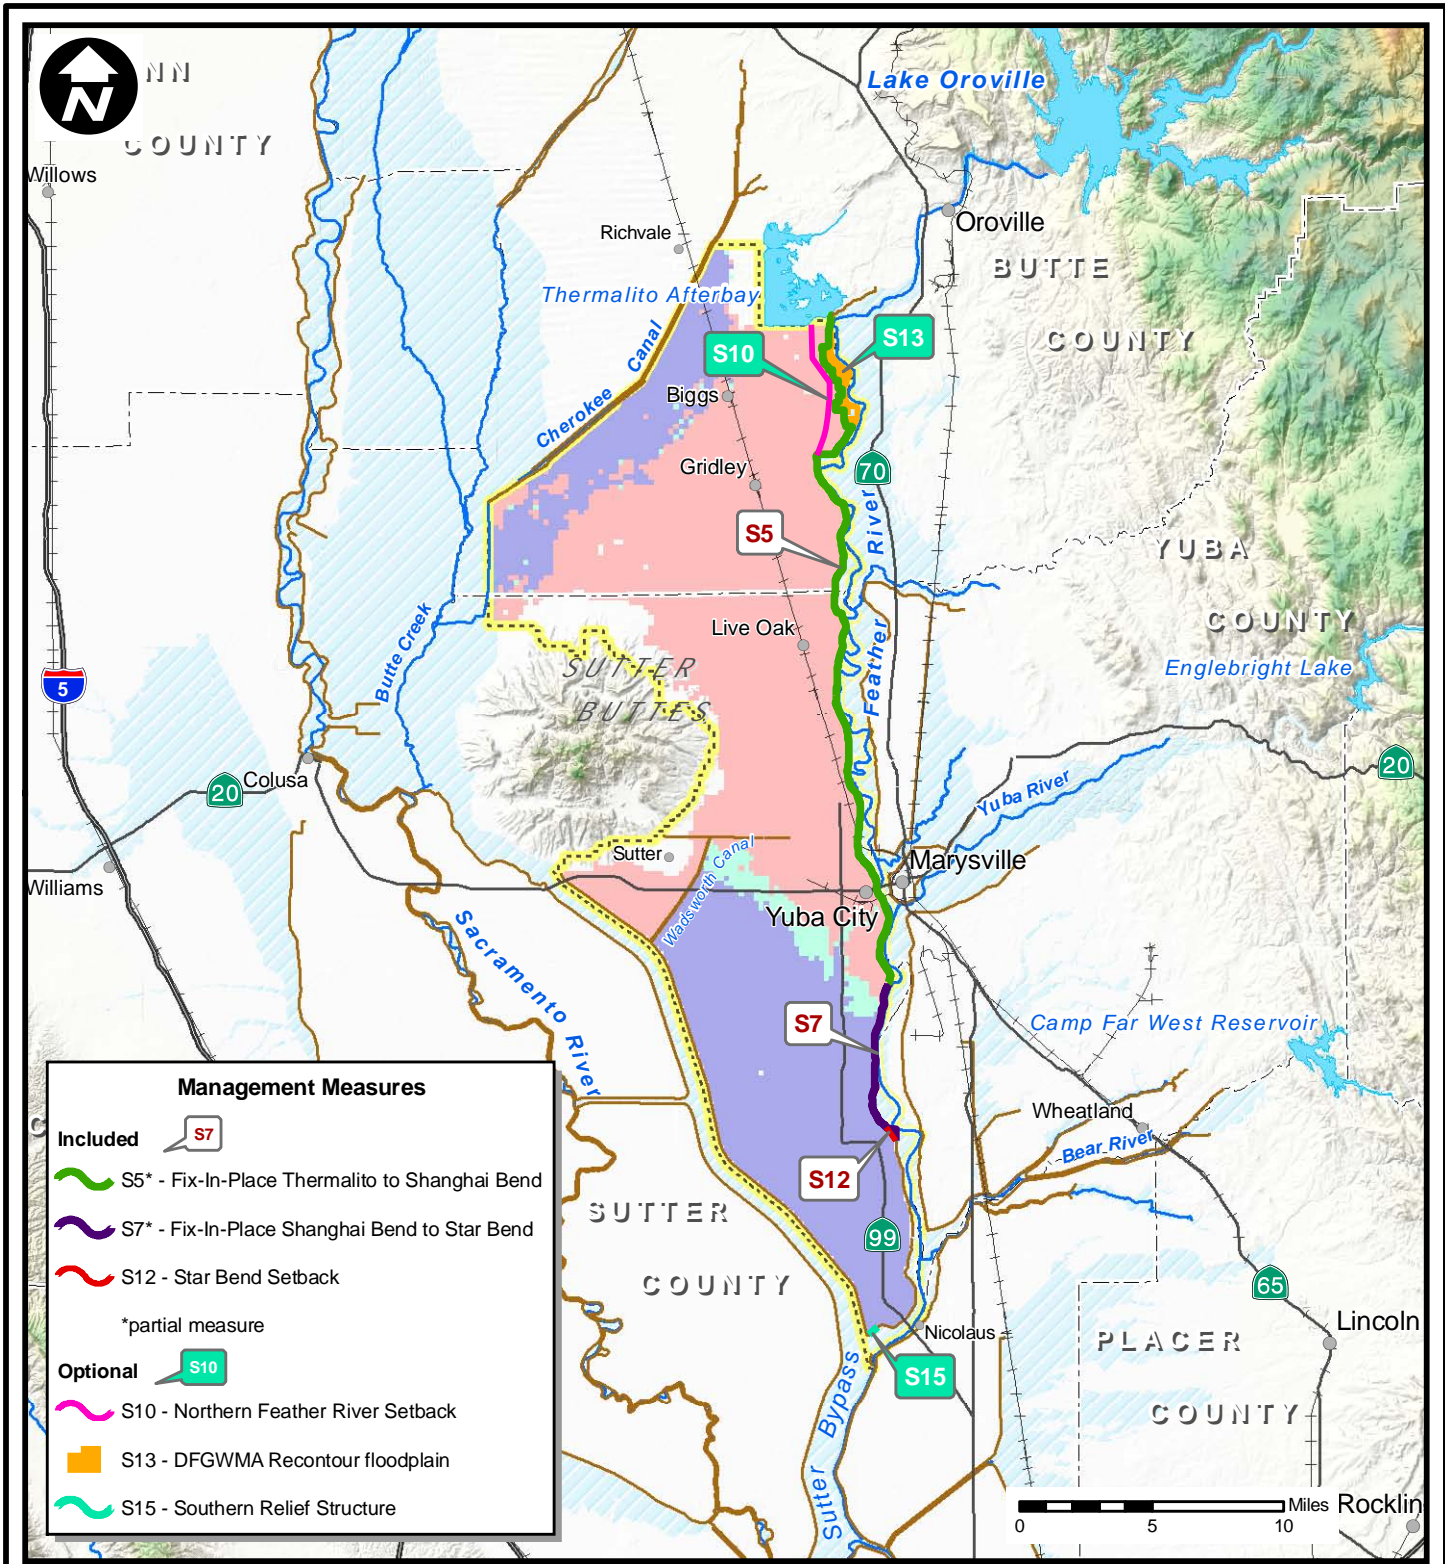 N
NN
COUNTY
Willows
Lake Oroville
Oroville
Richvale
BUTTE
Thermalito Afterbay
COUNTY
S13
S10
Cherokee Canal
Biggs
Gridley
70
S5
Feather River
YUBA
COUNTY
Butte Creek
Live Oak
Englebright Lake
SUTTER
BUTTES
5
20
Colusa
20
Yuba River
Sutter
Wadsworth Canal
Marysville
Williams
Yuba City
Sacramento River
S7
Camp Far West Reservoir
Wheatland
Bear River
S12
SUTTER
COUNTY
99
65
Nicolaus
PLACER
COUNTY
Lincoln
S15
Sutter Bypass
Rocklin
Management Measures
Included
S7
S5* - Fix-In-Place Thermalito to Shanghai Bend
S7* - Fix-In-Place Shanghai Bend to Star Bend
S12 - Star Bend Setback
*partial measure
Optional
S10
S10 - Northern Feather River Setback
S13 - DFGWMA Recontour floodplain
S15 - Southern Relief Structure
Miles
0 5 10